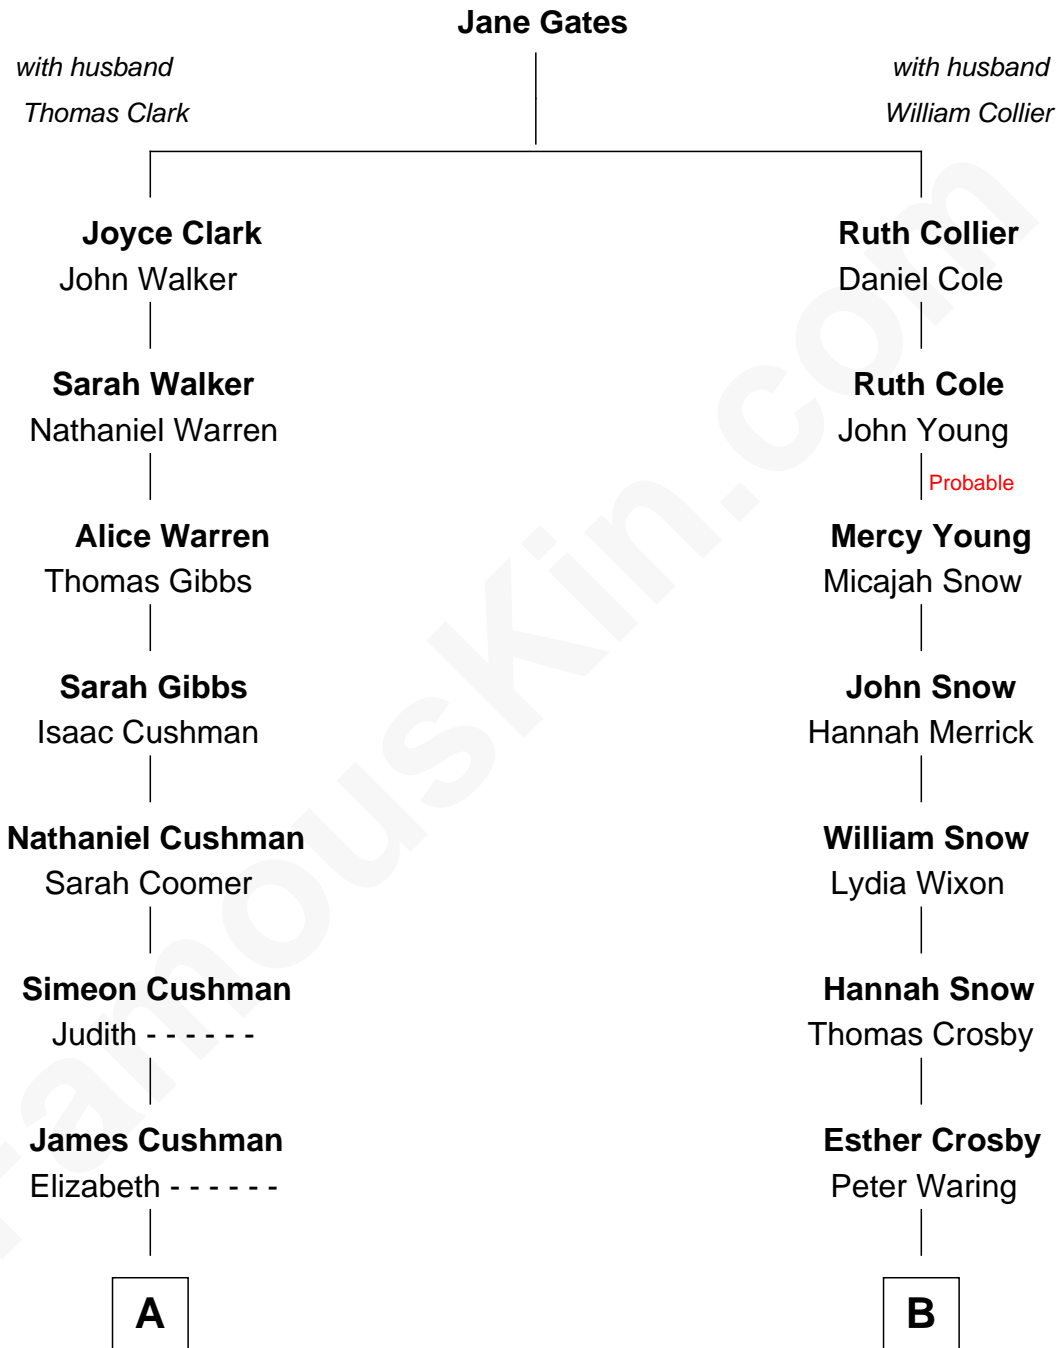 Jane Gates
with husband
Thomas Clark
with husband
William Collier
Joyce Clark
John Walker
Ruth Collier
Daniel Cole
Sarah Walker
Nathaniel Warren
Ruth Cole
John Young
Probable
Alice Warren
Thomas Gibbs
Mercy Young
Micajah Snow
Sarah Gibbs
Isaac Cushman
John Snow
Hannah Merrick
Nathaniel Cushman
Sarah Coomer
William Snow
Lydia Wixon
Simeon Cushman
Judith - - - - - -
Hannah Snow
Thomas Crosby
James Cushman
Elizabeth - - - - - -
Esther Crosby
Peter Waring
A
B
FamousKin.com